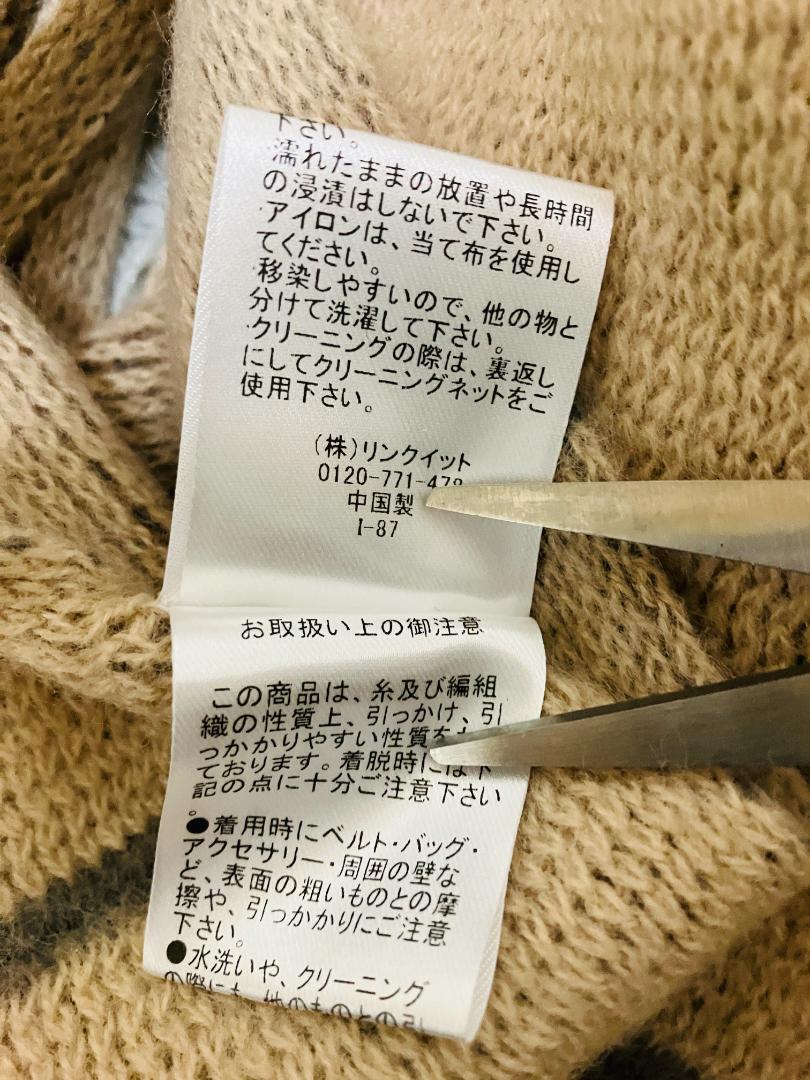 下さい。
濡れたままの放置や長時間
の浸漬はしないで下さい。
アイロンは、当て布を使用し
てください。
移染しやすいので、他の物と
分けて洗濯して下さい。
クリーニングの際は、裏返し
にしてクリーニングネットをご
使用下さい。
(株)リンクイット
0120-771-478
中国製
I-87
お取扱い上の御注意
この商品は、糸及び編組
織の性質上、引っかけ、引
っかかりやすい性質を
ております。着脱時には下
記の点に十分ご注意下さい
。
●着用時にベルト・バッグ・
アクセサリー・周囲の壁な
ど、表面の粗いものとの摩
擦や、引っかかりにご注意
下さい。
●水洗いや、クリーニング
の際にも、他のものとの引